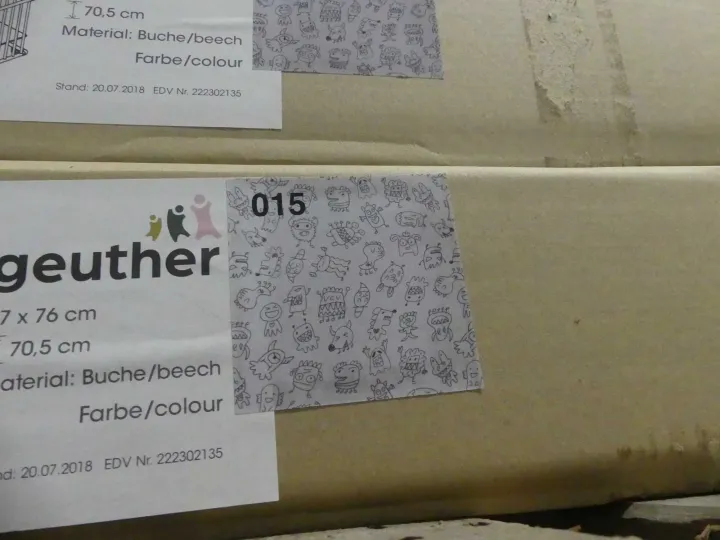 70,5 cm
Material: Buche/beech
Farbe/colour
Stand: 20.07.2018 EDV Nr. 222302135
015
geuther
7 x 76 cm
70,5 cm
aterial: Buche/beech
Farbe/colour
nd: 20.07.2018 EDV Nr. 222302135